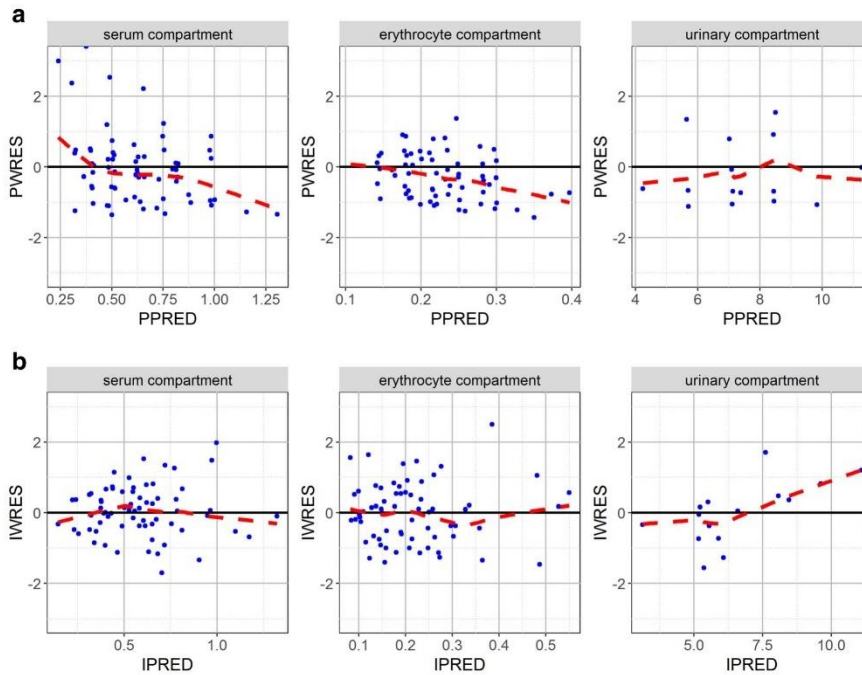 a
serum compartment erythrocyte compartment urinary compartment
2 2 2
PWRES 0 PWRES 0 PWRES 0
-2 -2 -2
0.25 0.50 0.75 1.00 1.25 0.1 0.2 0.3 0.4 4 6 8 10
PPRED PPRED PPRED
b
serum compartment erythrocyte compartment urinary compartment
2 2 2
IWRES 0 IWRES 0 IWRES 0
-2 -2 -2
0.5 1.0 0.1 0.2 0.3 0.4 0.5 5.0 7.5 10.0
IPRED IPRED IPRED